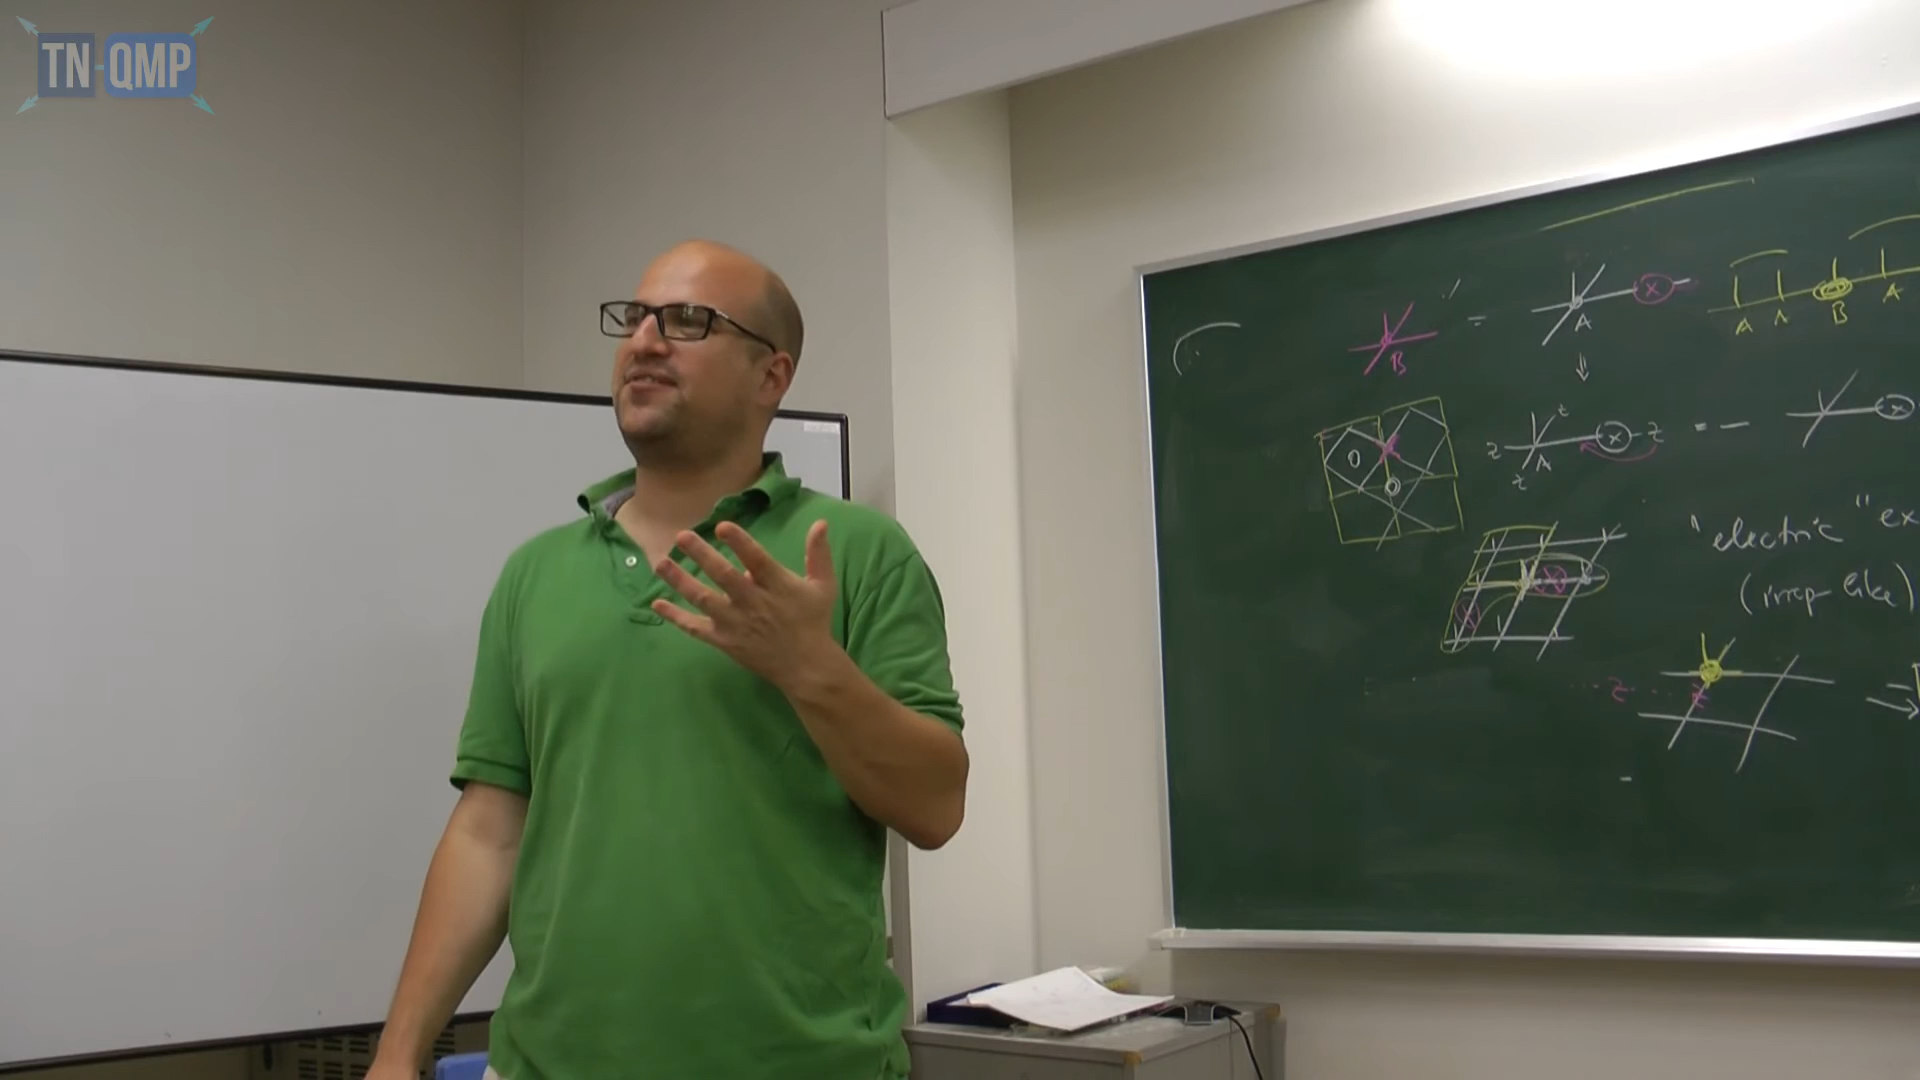 TN-QMP
B
=
A
X
A A B A
O
z A z z X z = - X
"electric" ex
(irrep like)
X X
z z